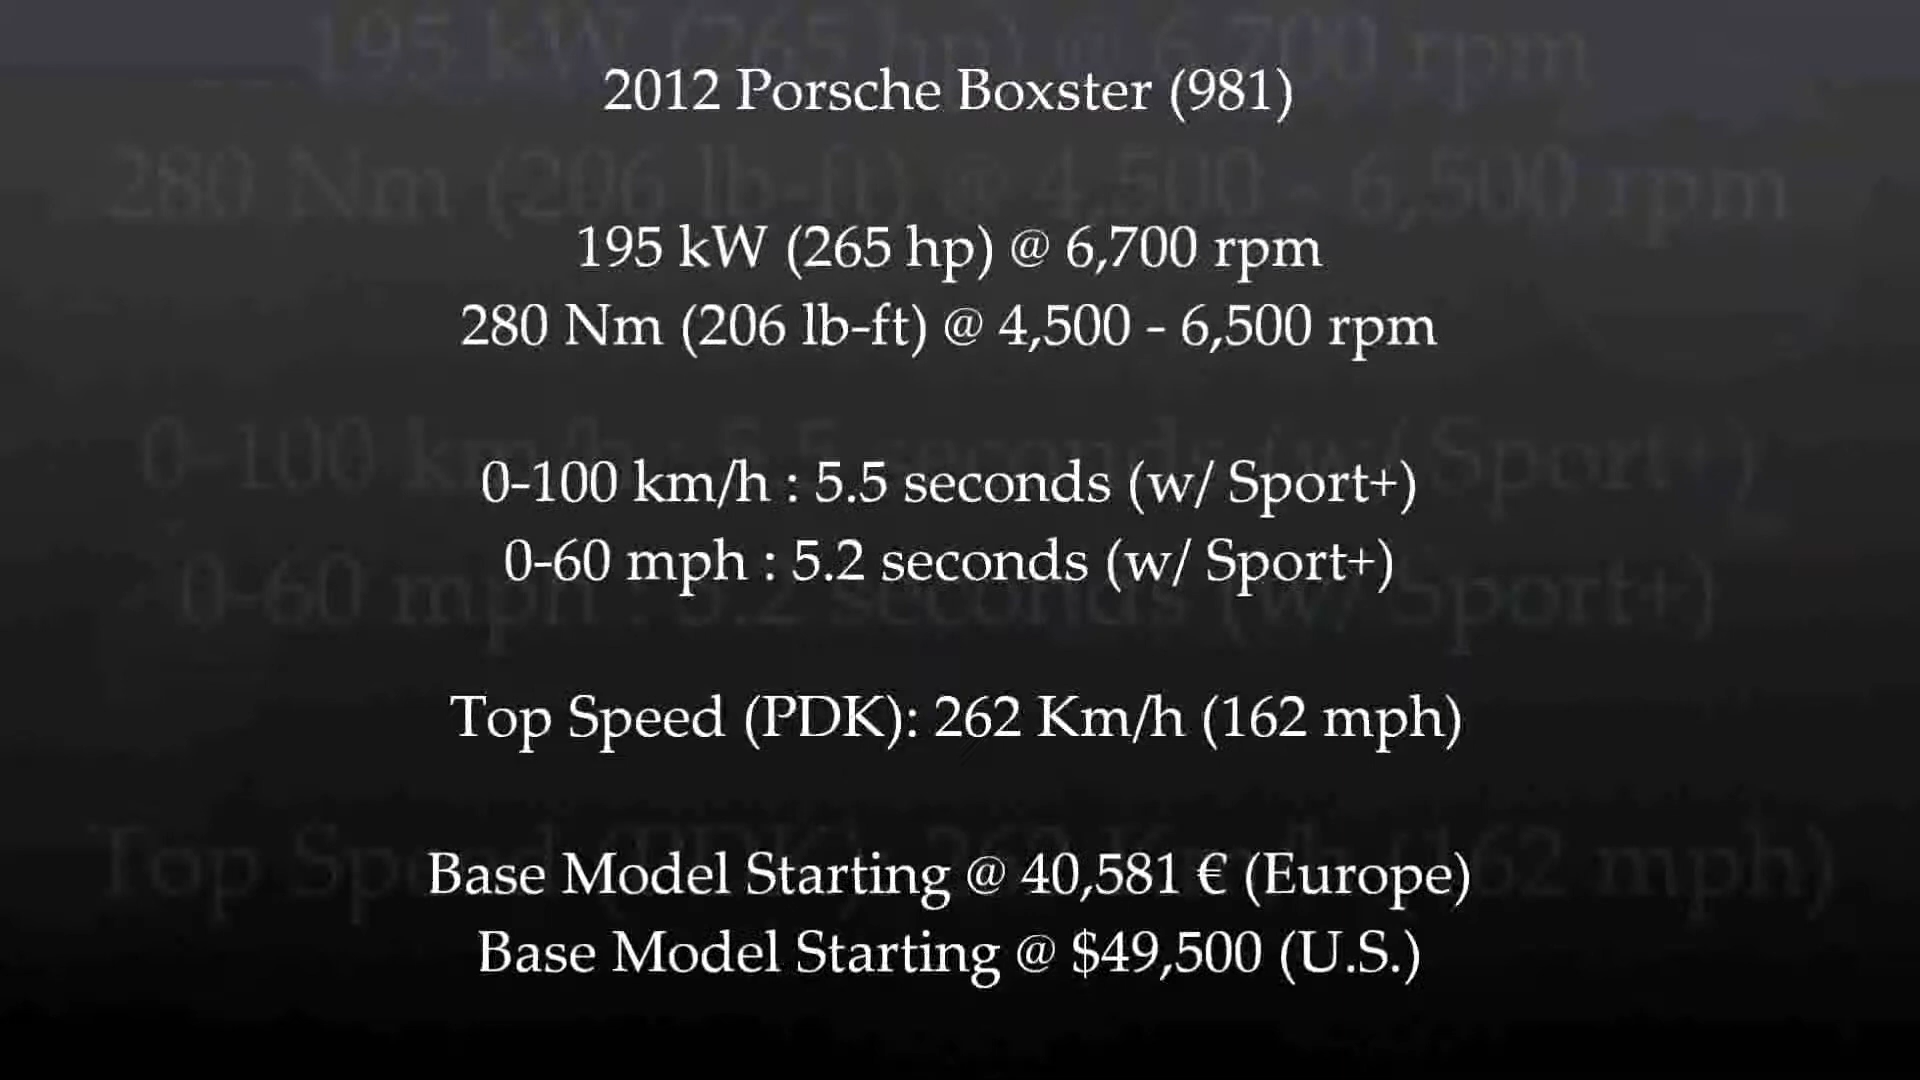 2012 Porsche Boxster (981)
195 kW (265 hp) @ 6,700 rpm
280 Nm (206 lb-ft) @ 4,500 - 6,500 rpm
0-100 km/h : 5.5 seconds (w/ Sport+)
0-60 mph : 5.2 seconds (w/ Sport+)
Top Speed (PDK): 262 Km/h (162 mph)
Base Model Starting @ 40,581 € (Europe)
Base Model Starting @ $49,500 (U.S.)